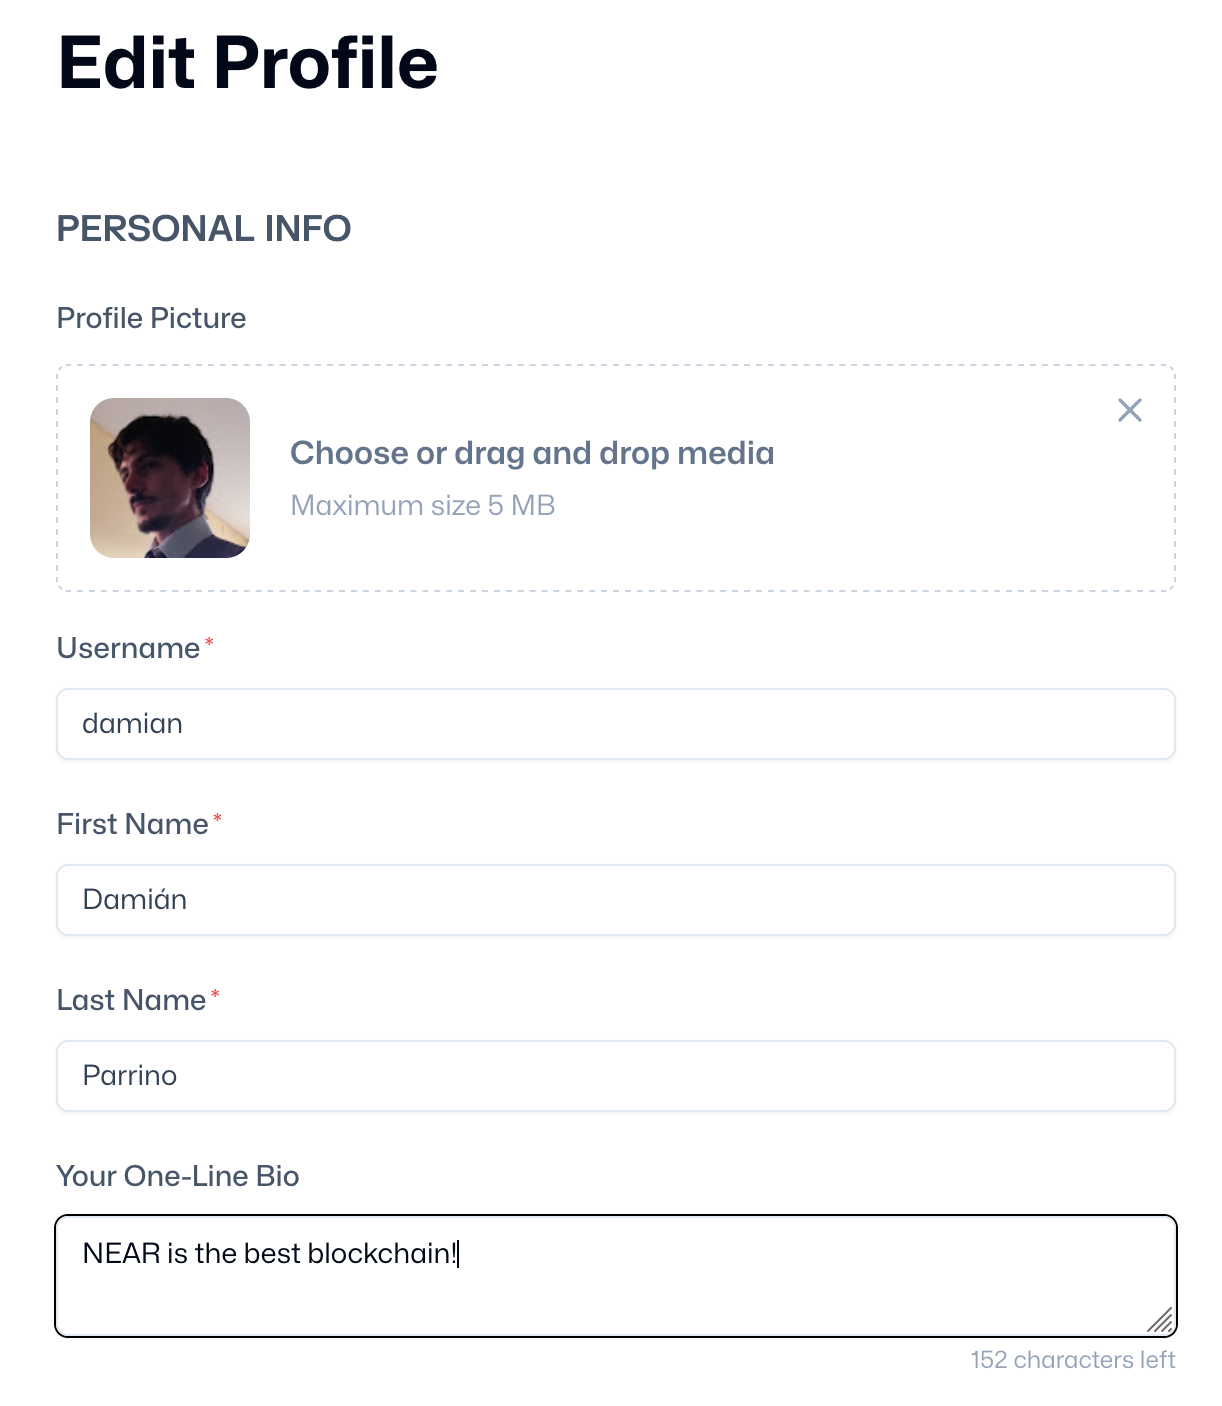 Edit Profile
PERSONAL INFO
Profile Picture
Choose or drag and drop media
Maximum size 5 MB
Username*
damian
First Name*
Damián
Last Name*
Parrino
Your One-Line Bio
NEAR is the best blockchain!
152 characters left